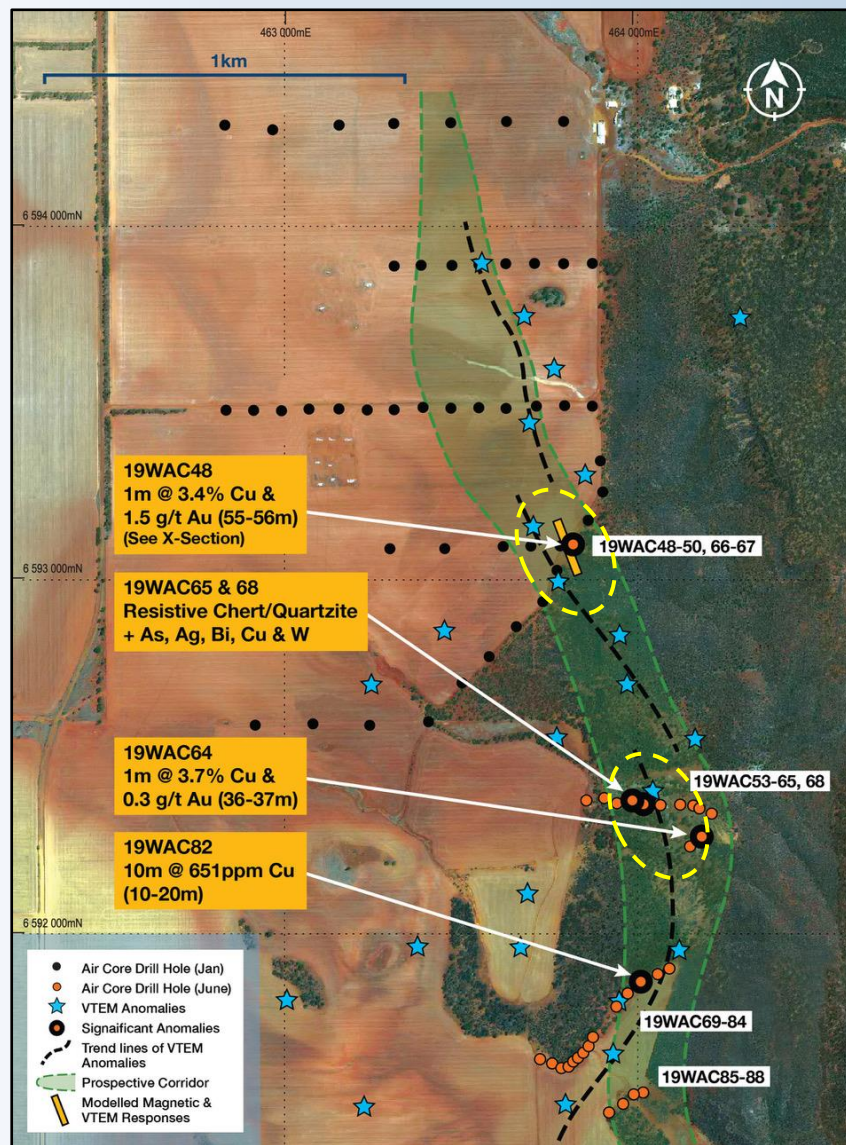 463 000mE
464 000mE
1km
N
6 594 000mN
19WAC48
1m @ 3.4% Cu &
1.5 g/t Au (55-56m)
(See X-Section)
19WAC48-50, 66-67
6 593 000mN
19WAC65 & 68
Resistive Chert/Quartzite
+ As, Ag, Bi, Cu & W
19WAC64
1m @ 3.7% Cu &
0.3 g/t Au (36-37m)
19WAC53-65, 68
19WAC82
10m @ 651ppm Cu
(10-20m)
6 592 000mN
Air Core Drill Hole (Jan)
Air Core Drill Hole (June)
VTEM Anomalies
Signaificant Anomalies
Trend lines of VTEM
Anomalies
Prospective Corridor
Modelled Magnetic &
VTEM Responses
19WAC69-84
19WAC85-88